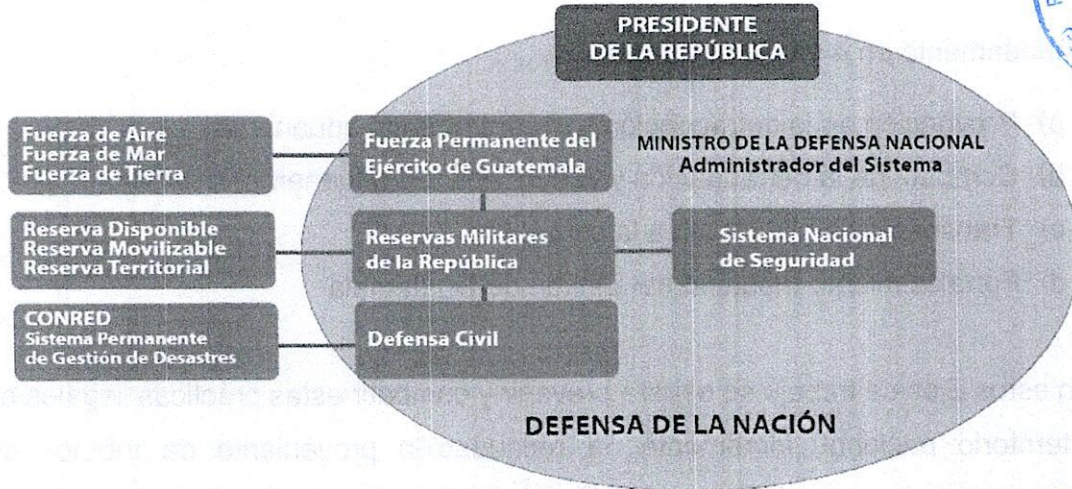 PRESIDENTE
DE LA REPÚBLICA
Fuerza de Aire
Fuerza de Mar
Fuerza de Tierra
Fuerza Permanente del
Ejército de Guatemala
MINISTRO DE LA DEFENSA NACIONAL
Administrador del Sistema
Reserva Disponible
Reserva Movilizable
Reserva Territorial
Reservas Militares
de la República
Sistema Nacional
de Seguridad
CONRED
Sistema Permanente
de Gestión de Desastres
Defensa Civil
DEFENSA DE LA NACIÓN